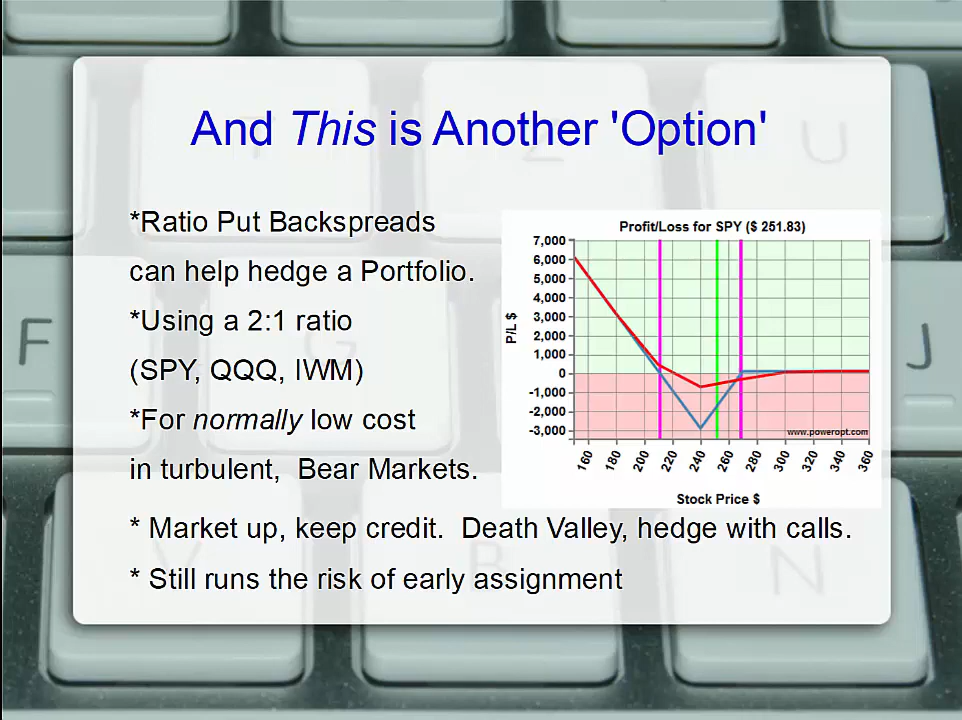 And This is Another 'Option'
*Ratio Put Backspreads
can help hedge a Portfolio.
*Using a 2:1 ratio
(SPY, QQQ, IWM)
*For normally low cost
in turbulent, Bear Markets.
* Market up, keep credit. Death Valley, hedge with calls.
* Still runs the risk of early assignment
Profit/Loss for SPY ($ 251.83)
P/L $
7,000
6,000
5,000
4,000
3,000
2,000
1,000
0
-1,000
-2,000
-3,000
www.poweropt.com
160 180 200 220 240 260 280 300 320 340 360
Stock Price $
U
F
G
J
V
B
N